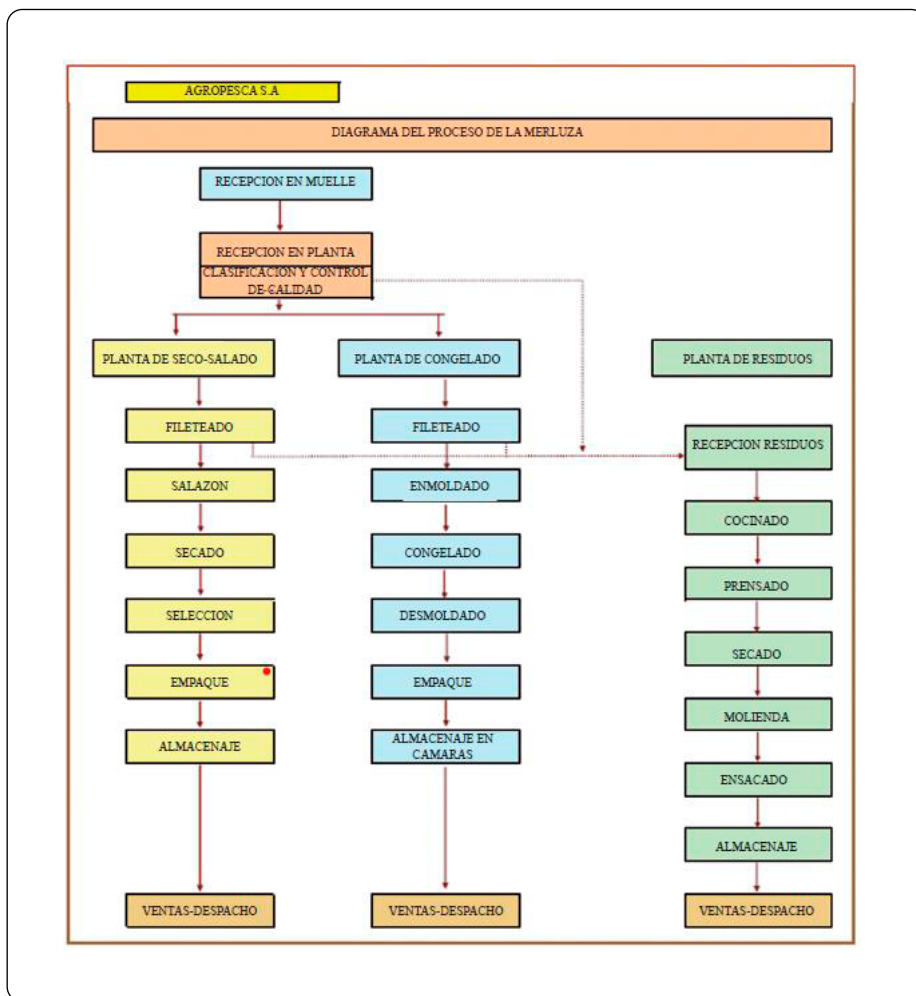 AGROPESCA S.A
DIAGRAMA DEL PROCESO DE LA MERLUZA
RECEPCION EN MUELLE
RECEPCION EN PLANTA
CLASIFICACION Y CONTROL
DE CALIDAD
PLANTA DE SECO-SALADO
FILETEADO
SALAZON
SECADO
SELECCION
EMPAQUE
ALMACENAJE
VENTAS-DESPACHO
PLANTA DE CONGELADO
FILETEADO
ENMOLDADO
CONGELADO
DESMOLDADO
EMPAQUE
ALMACENAJE EN
CAMARAS
VENTAS-DESPACHO
PLANTA DE RESIDUOS
RECEPCION RESIDUOS
COCINADO
PRENSADO
SECADO
MOLIENDA
ENSACADO
ALMACENAJE
VENTAS-DESPACHO